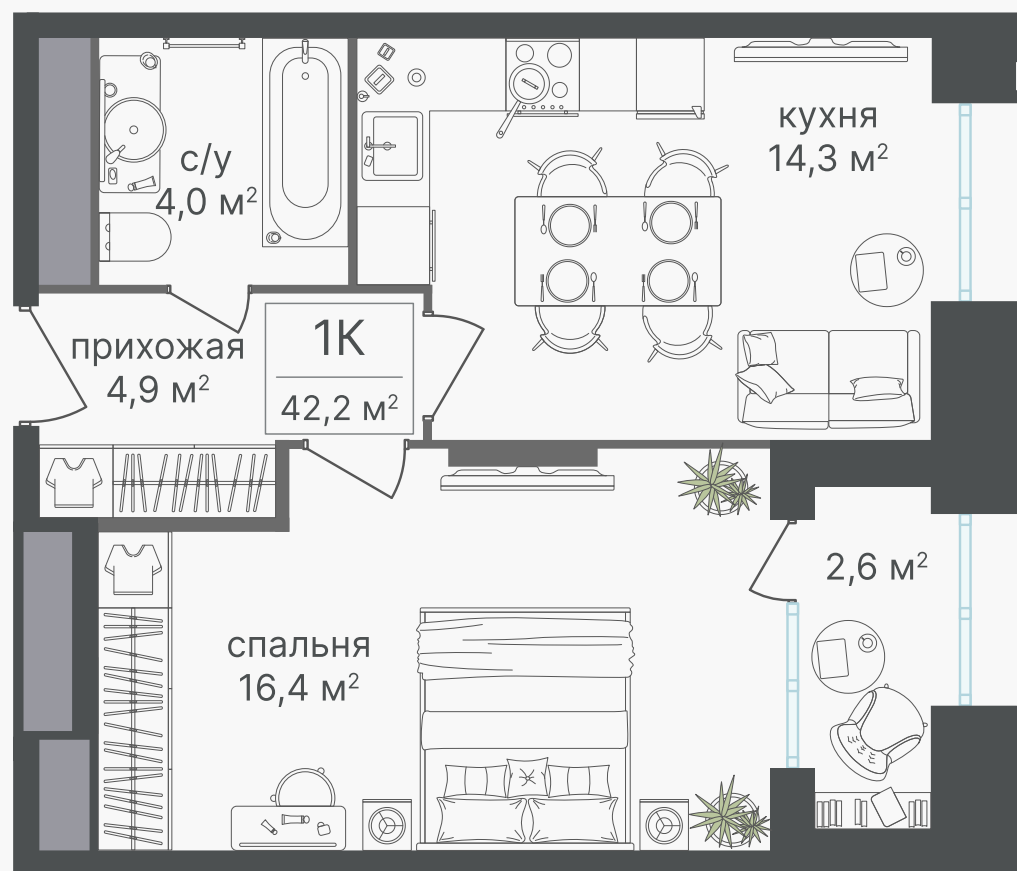 кухня
14,3 м²
с/у
4,0 м²
прихожая
4,9 м²
1К
42,2 м²
2,6 м²
спальня
16,4 м²